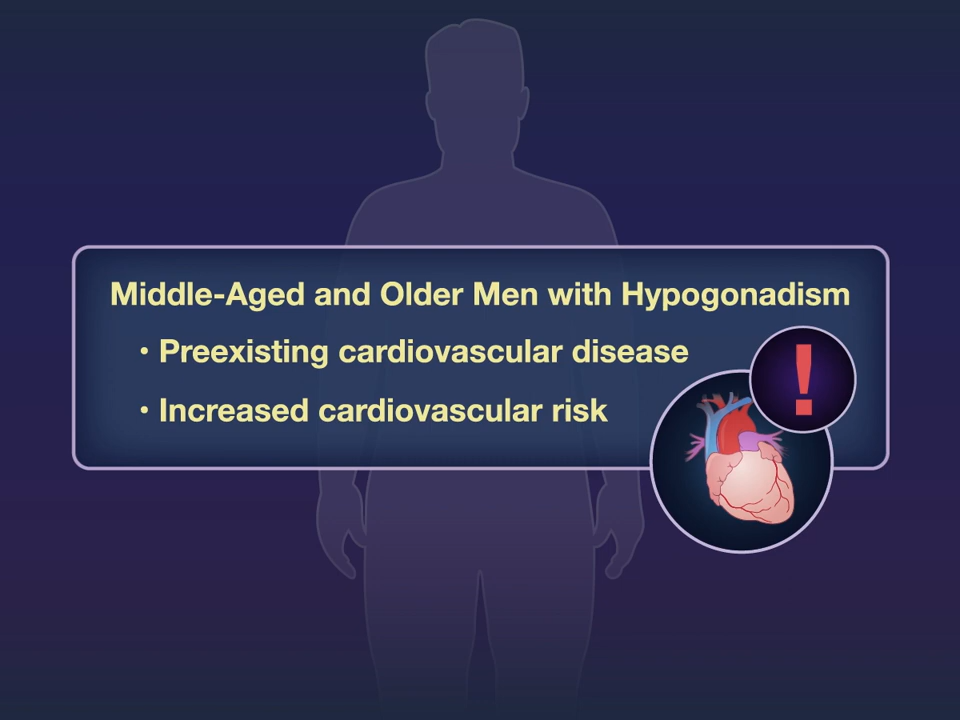 Middle-Aged and Older Men with Hypogonadism
• Preexisting cardiovascular disease
• Increased cardiovascular risk
!